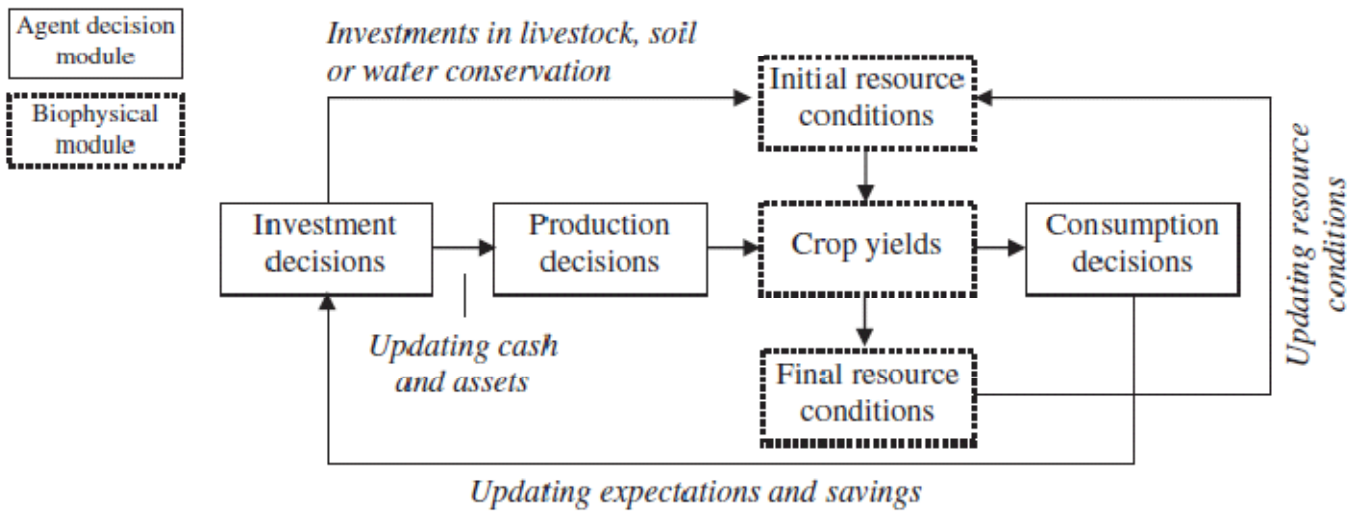 Agent decision
module
Biophysical
module
Investments in livestock, soil
or water conservation
Initial resource
conditions
Updating resource
conditions
Investment
decisions
Production
decisions
Crop yields
Consumption
decisions
Updating cash
and assets
Final resource
conditions
Updating expectations and savings